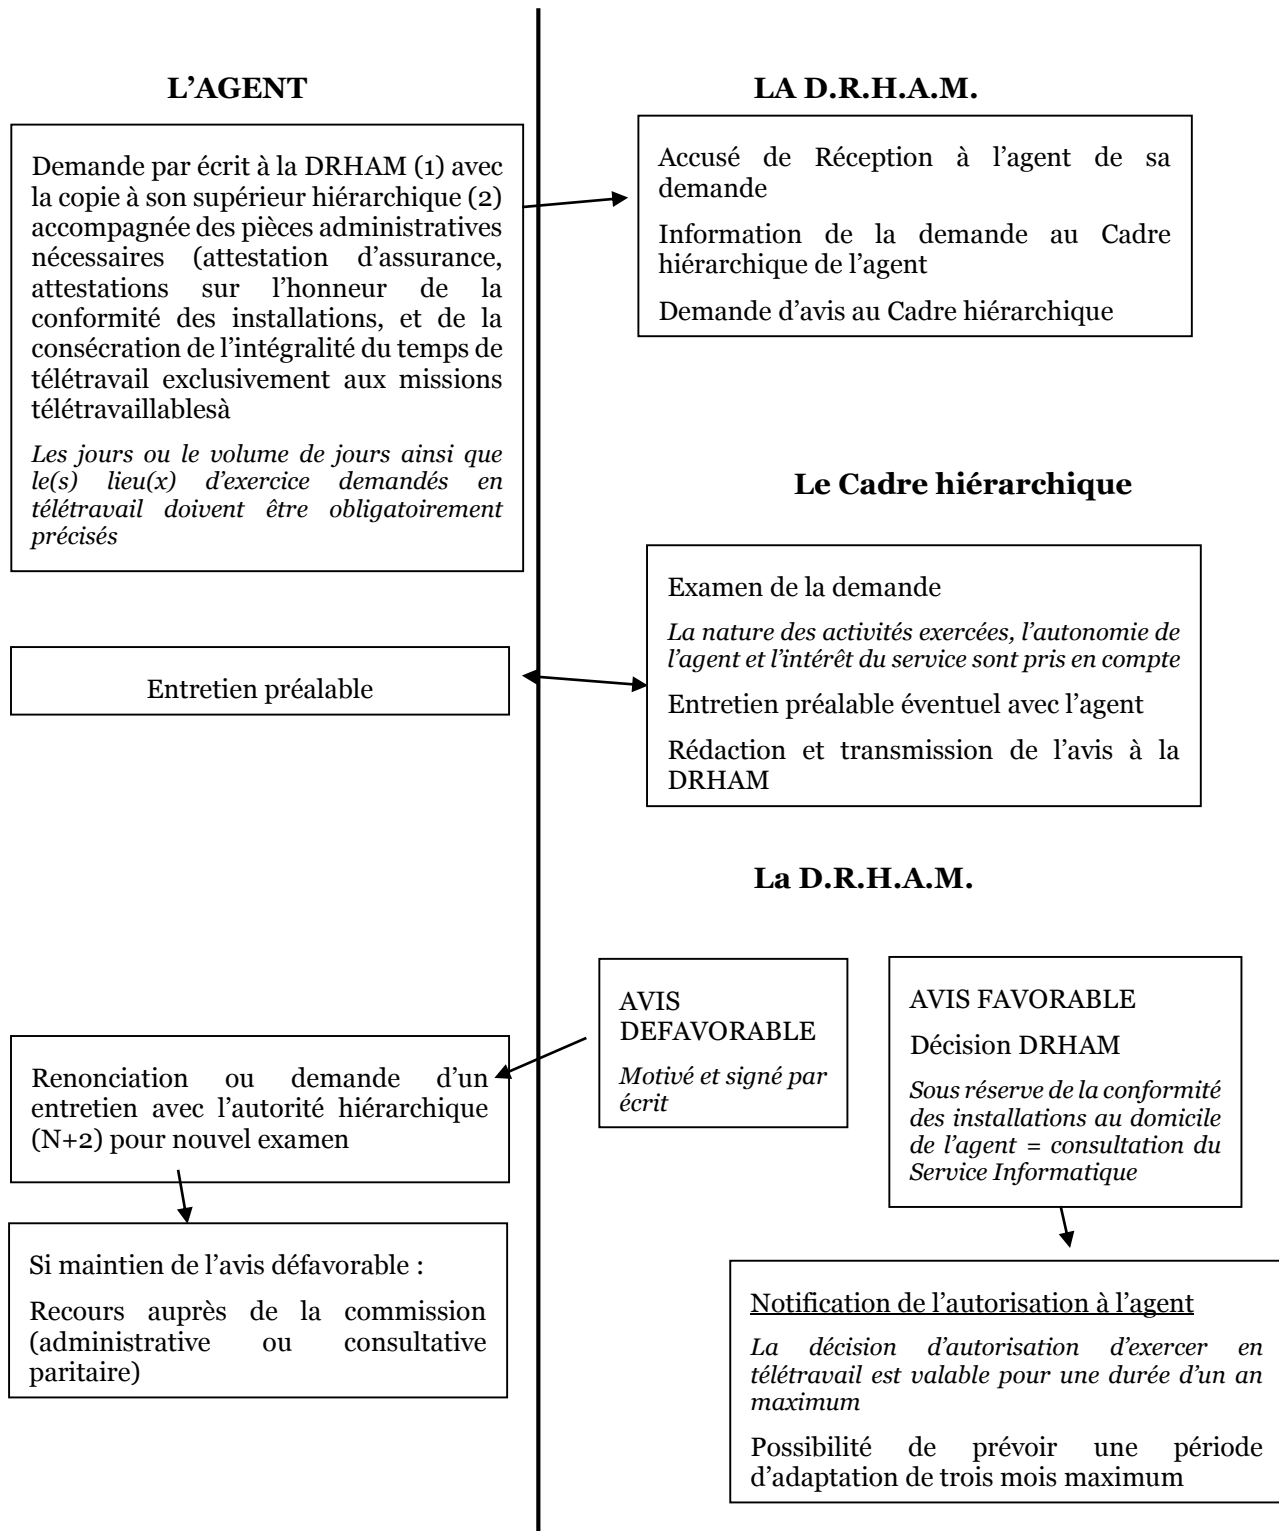 L’AGENT
Demande par écrit à la DRHAM (1) avec
la copie à son supérieur hiérarchique (2)
accompagnée des pièces administratives
nécessaires (attestation d’assurance,
attestations sur l’honneur de la
conformité des installations, et de la
consécration de l’intégralité du temps de
télétravail exclusivement aux missions
télétravaillablesà
Les jours ou le volume de jours ainsi que
le(s) lieu(x) d’exercice demandés en
télétravail doivent être obligatoirement
précisés
LA D.R.H.A.M.
Accusé de Réception à l’agent de sa
demande
Information de la demande au Cadre
hiérarchique de l’agent
Demande d’avis au Cadre hiérarchique
Le Cadre hiérarchique
Examen de la demande
La nature des activités exercées, l’autonomie de
l’agent et l’intérêt du service sont pris en compte
Entretien préalable éventuel avec l’agent
Rédaction et transmission de l’avis à la
DRHAM
Entretien préalable
La D.R.H.A.M.
AVIS
DEFAVORABLE
Motivé et signé par
écrit
AVIS FAVORABLE
Décision DRHAM
Sous réserve de la conformité
des installations au domicile
de l’agent = consultation du
Service Informatique
Renonciation ou demande d’un
entretien avec l’autorité hiérarchique
(N+2) pour nouvel examen
Si maintien de l’avis défavorable :
Recours auprès de la commission
(administrative ou consultative
paritaire)
Notification de l’autorisation à l’agent
La décision d’autorisation d’exercer en
télétravail est valable pour une durée d’un an
maximum
Possibilité de prévoir une période
d’adaptation de trois mois maximum